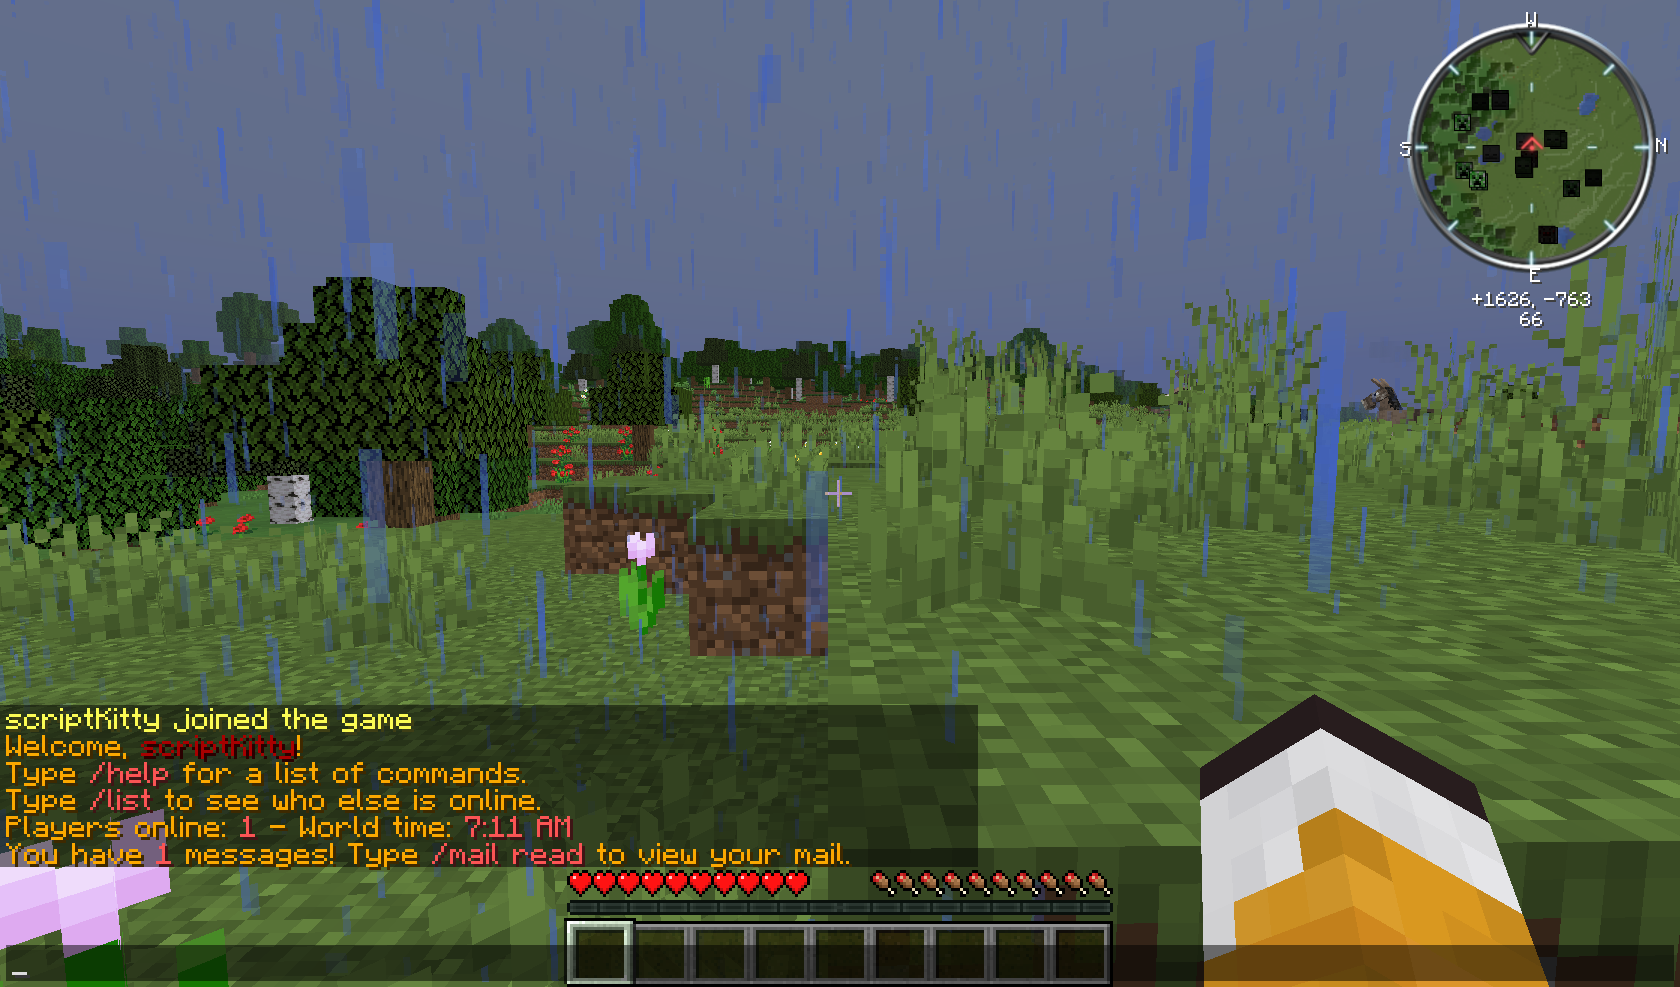 W
S
N
E
+1626, -763
66
scriptKitty joined the game
Welcome, scriptKitty!
Type /help for a list of commands.
Type /list to see who else is online.
Players online: 1 - World time: 7:11 AM
You have 1 messages! Type /mail read to view your mail.
_